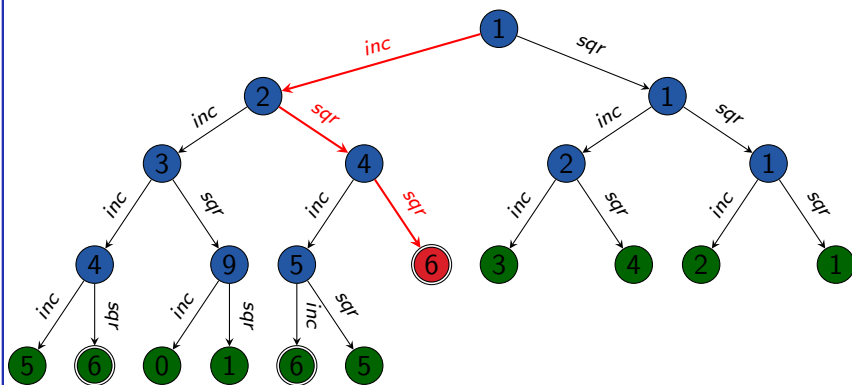 1
inc sqr
2 1
inc sqr inc sqr
3 4 2 1
inc sqr inc sqr inc sqr inc sqr
4 9 5 6 3 4 2 1
inc sqr inc sqr inc sqr
5 6 0 1 6 5